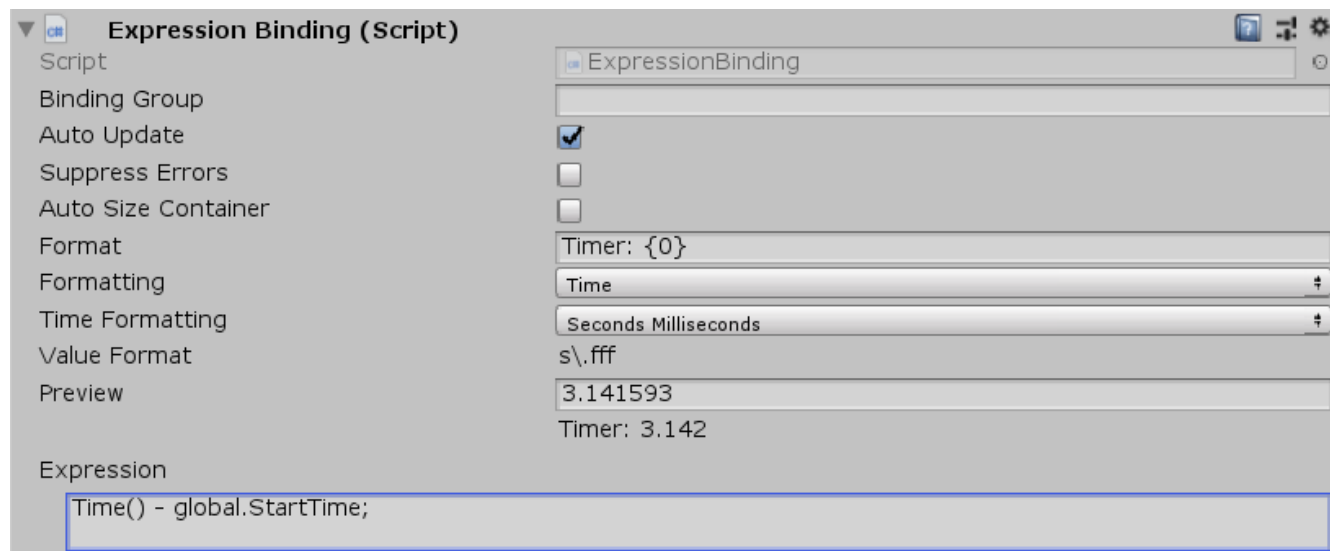 Expression Binding (Script)
Script ExpressionBinding
Binding Group
Auto Update
Suppress Errors
Auto Size Container
Format Timer: {0}
Formatting Time
Time Formatting Seconds Milliseconds
Value Format s\.fff
Preview 3.141593
Timer: 3.142
Expression
Time() - global.StartTime;